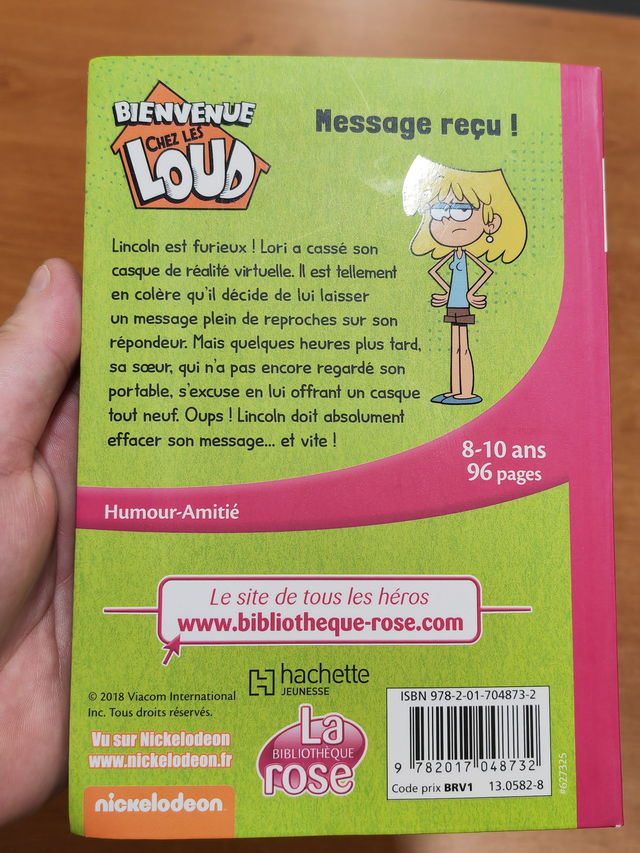 BIENVENUE
CHEZ LES
LOUD
Message reçu !
Lincoln est furieux ! Lori a cassé son
casque de réalité virtuelle. Il est tellement
en colère qu'il décide de lui laisser
un message plein de reproches sur son
répondeur. Mais quelques heures plus tard,
sa sœur, qui n'a pas encore regardé son
portable, s'excuse en lui offrant un casque
tout neuf. Oups ! Lincoln doit absolument
effacer son message... et vite !
8-10 ans
96 pages
Humour-Amitié
Le site de tous les héros
www.bibliotheque-rose.com
hachette
JEUNESSE
© 2018 Viacom International
Inc. Tous droits réservés.
Vu sur Nickelodeon
www.nickelodeon.fr
nickelodeon
La
BIBLIOTHÈQUE
rose
ISBN 978-2-01-704873-2
9 782017 048732
Code prix BRV1 13.0582-8
#627325